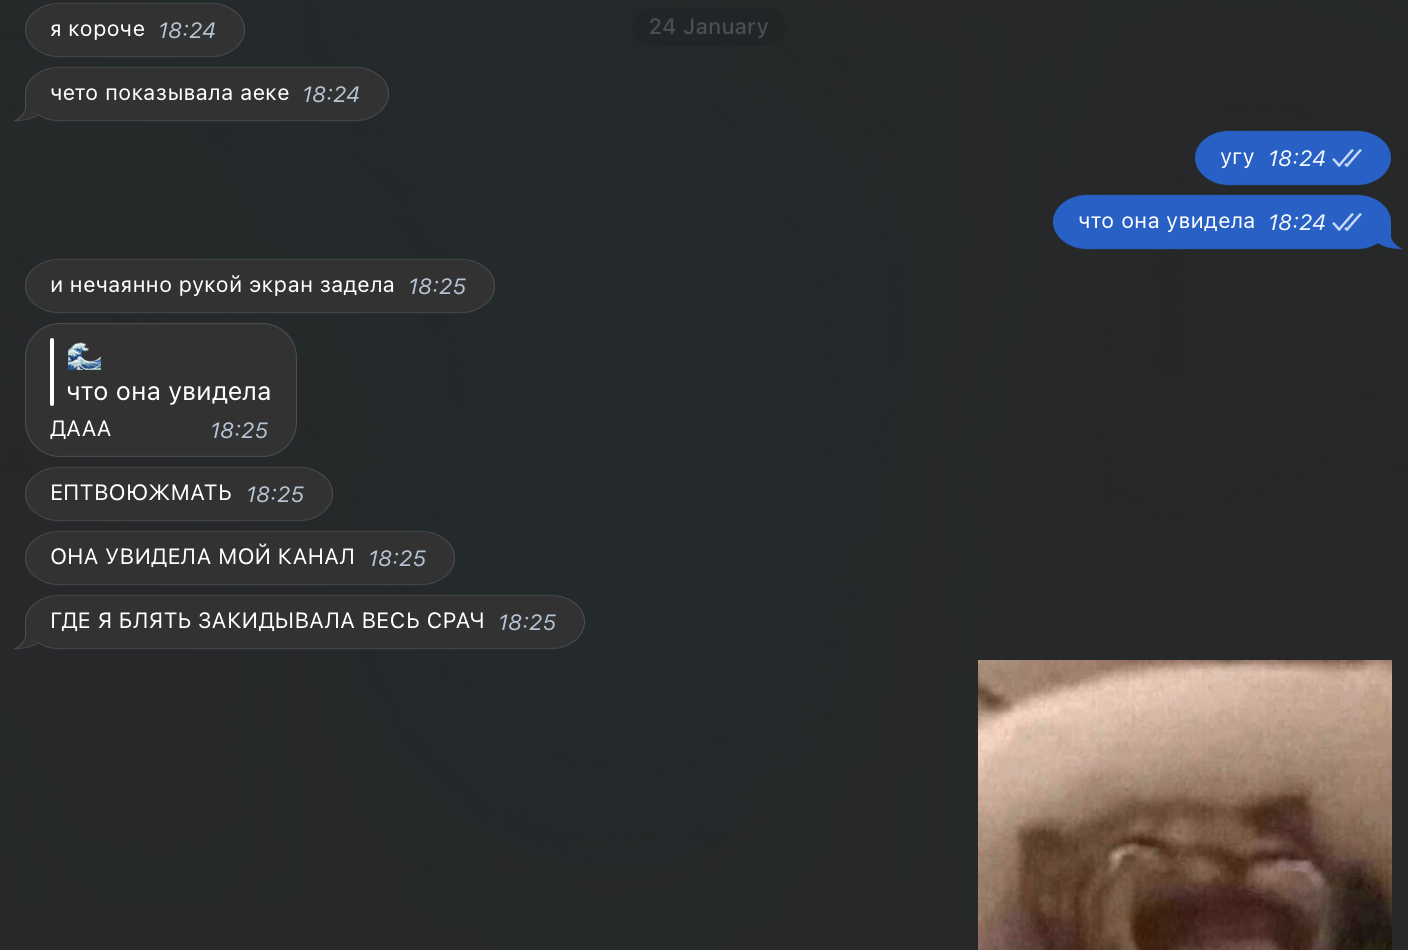 24 January
я короче 18:24
чето показывала аеке 18:24
угу 18:24
что она увидела 18:24
и нечаянно рукой экран задела 18:25
что она увидела
ДААА 18:25
ЕПТВОЮЖМАТЬ 18:25
ОНА УВИДЕЛА МОЙ КАНАЛ 18:25
ГДЕ Я БЛЯТЬ ЗАКИДЫВАЛА ВЕСЬ СРАЧ 18:25